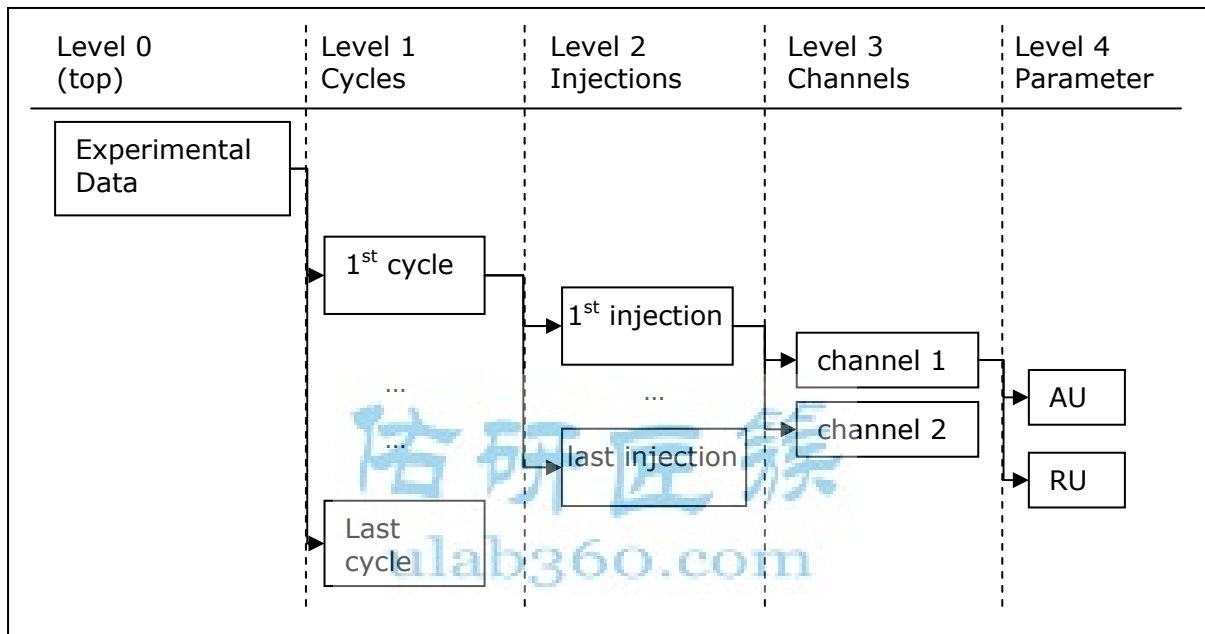 Level 0
(top)
Level 1
Cycles
Level 2
Injections
Level 3
Channels
Level 4
Parameter
Experimental
Data
1st cycle
1st injection
channel 1
AU
...
...
channel 2
...
last injection
RU
Last
cycle
佑研匠簇
ulab360.com